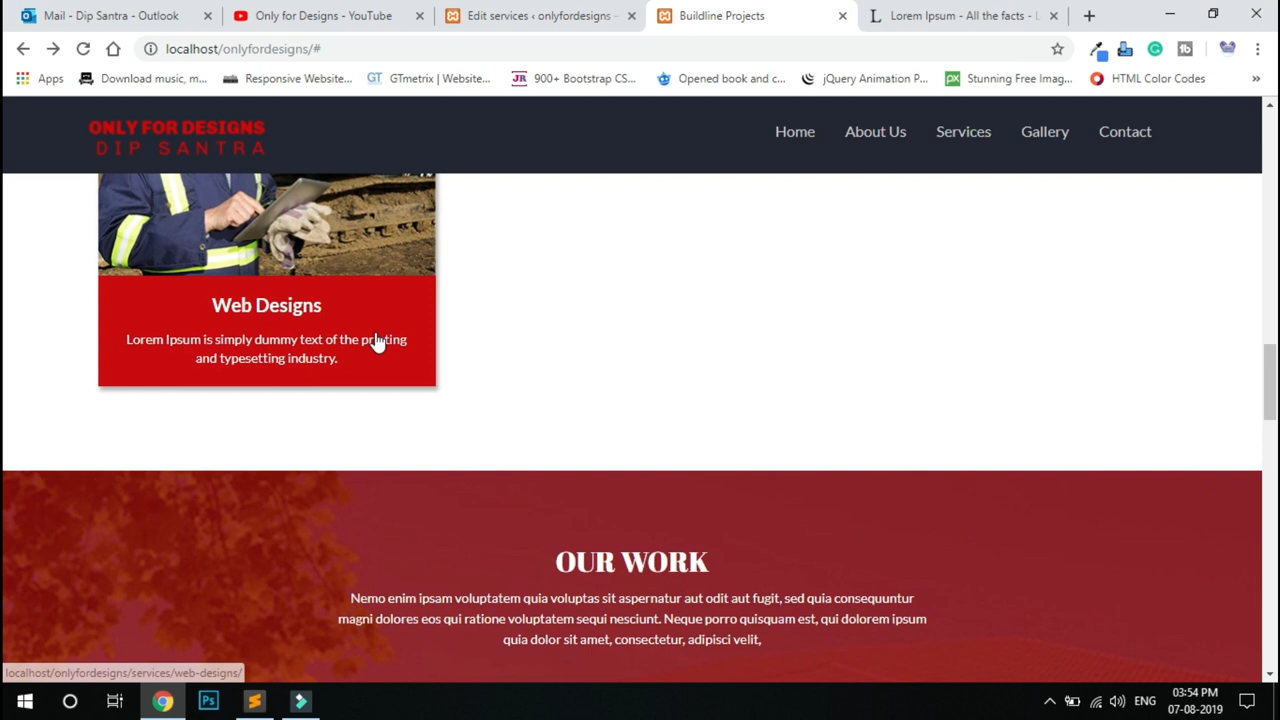 Mail - Dip Santra - Outlook
Only for Designs - YouTube
Edit services ‹ onlyfordesigns –
Buildline Projects
Lorem Ipsum - All the facts - L
localhost/onlyfordesigns/#
Apps
Download music, m...
Responsive Website...
GT
GTmetrix | Website...
JR
900+ Bootstrap CS...
Opened book and c...
jQuery Animation P...
px
Stunning Free Imag...
HTML Color Codes
»
ONLY FOR DESIGNS
DIP SANTRA
Home
About Us
Services
Gallery
Contact
Web Designs
Lorem Ipsum is simply dummy text of the printing
and typesetting industry.
OUR WORK
Nemo enim ipsam voluptatem quia voluptas sit aspernatur aut odit aut fugit, sed quia consequuntur
magni dolores eos qui ratione voluptatem sequi nesciunt. Neque porro quisquam est, qui dolorem ipsum
quia dolor sit amet, consectetur, adipisci velit,
localhost/onlyfordesigns/services/web-designs/
Ps
ENG
03:54 PM
07-08-2019